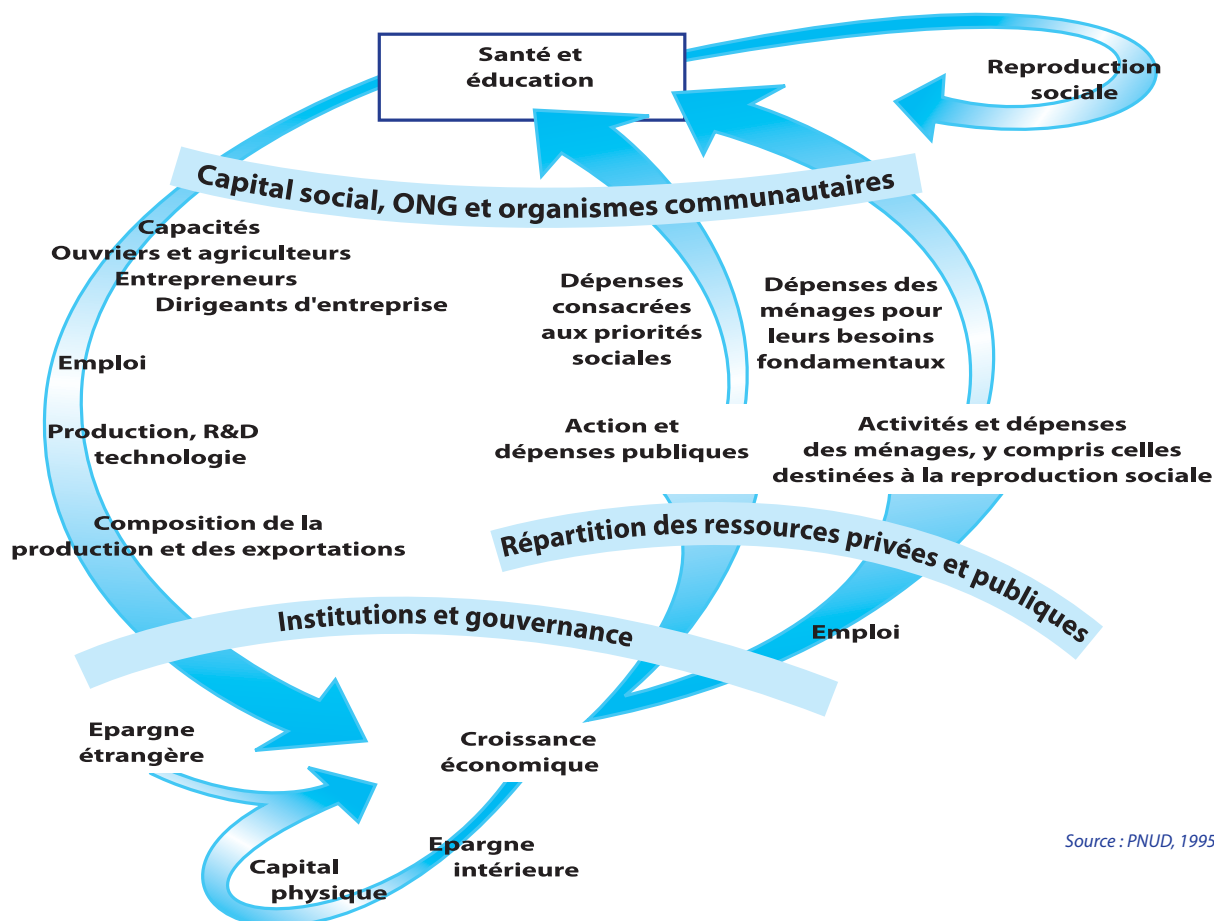 Santé et
éducation
Reproduction
sociale
Capital social, ONG et organismes communautaires
Capacités
Ouvriers et agriculteurs
Entrepreneurs
Dirigeants d'entreprise
Dépenses
consacrées
aux priorités
sociales
Dépenses des
ménages pour
leurs besoins
fondamentaux
Emploi
Production, R&D
technologie
Action et
dépenses publiques
Activités et dépenses
des ménages, y compris celles
destinées à la reproduction sociale
Composition de la
production et des exportations
Répartition des ressources privées et publiques
Institutions et gouvernance
Emploi
Epargne
étrangère
Croissance
économique
Epargne
intérieure
Capital
physique
Source : PNUD, 1995